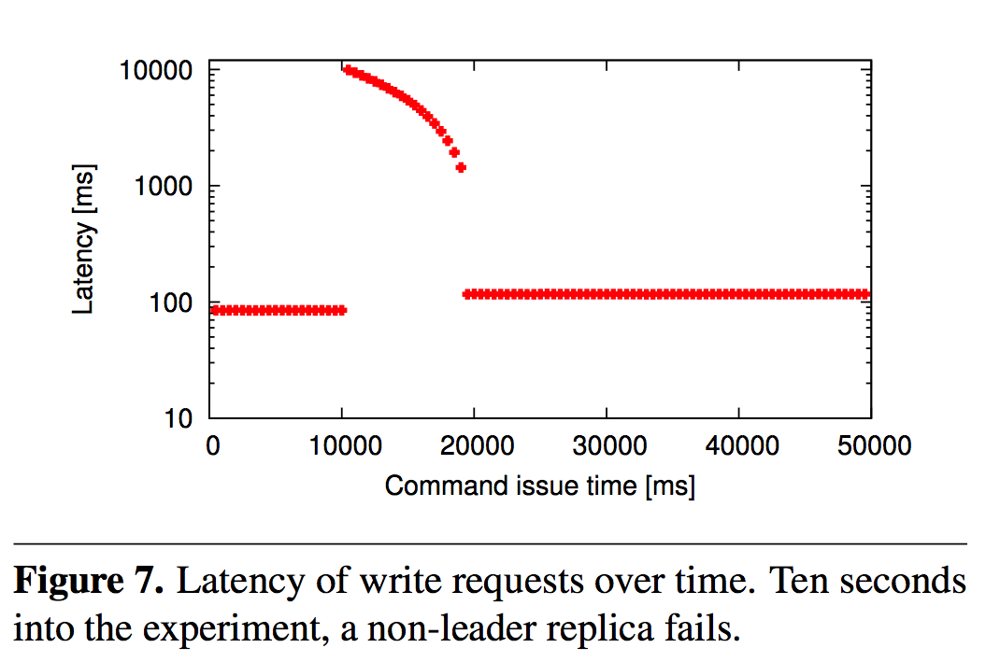 10000
1000
100
10
Latency [ms]
0 10000 20000 30000 40000 50000
Command issue time [ms]
Figure 7. Latency of write requests over time. Ten seconds
into the experiment, a non-leader replica fails.